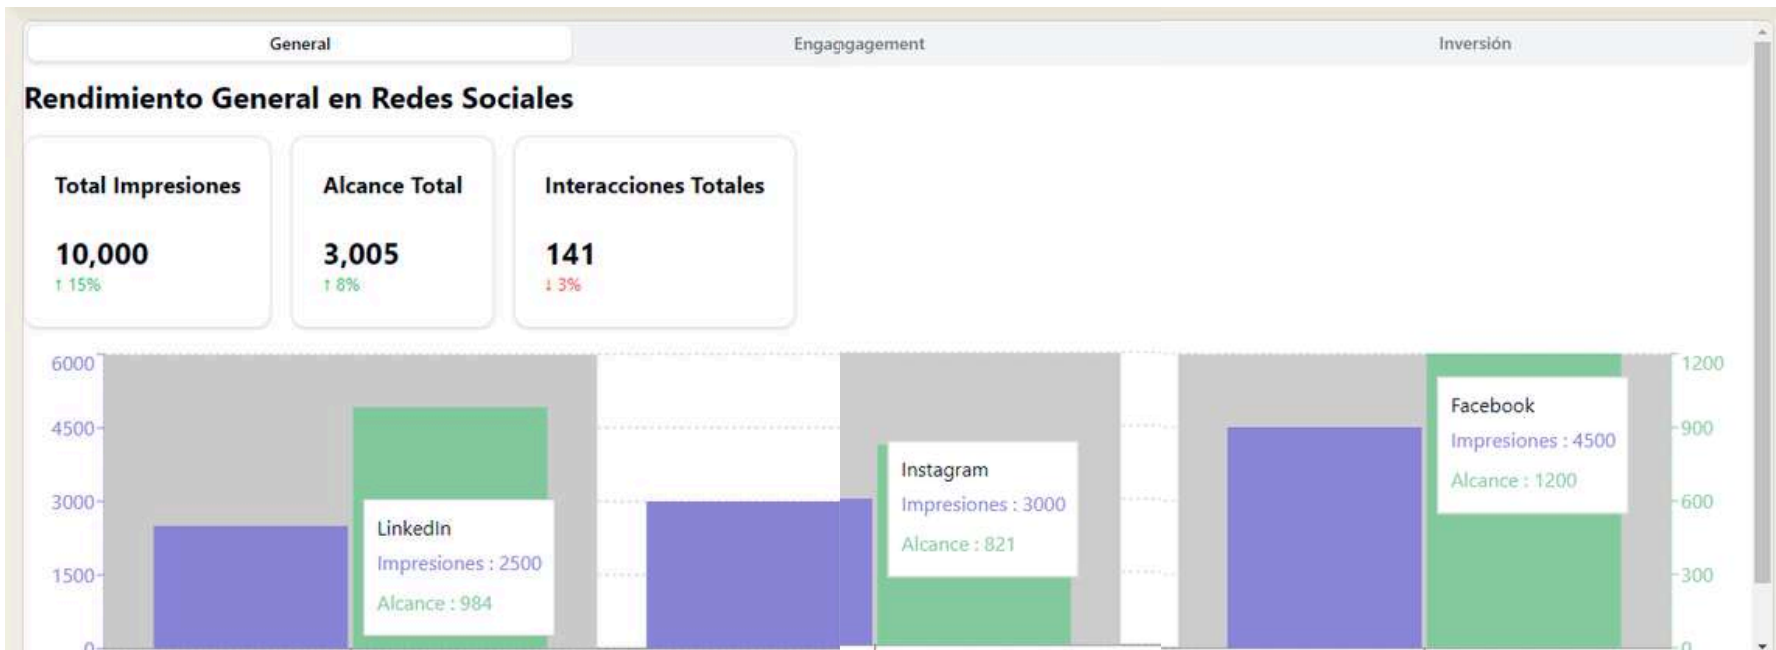 General
Engaggagement
Inversión
Rendimiento General en Redes Sociales
Total Impresiones
10,000
↑ 15%
Alcance Total
3,005
↑ 8%
Interacciones Totales
141
↓ 3%
6000
4500
3000
1500
0
LinkedIn
Impresiones : 2500
Alcance : 984
Instagram
Impresiones : 3000
Alcance : 821
Facebook
Impresiones : 4500
Alcance : 1200
1200
900
600
300
0